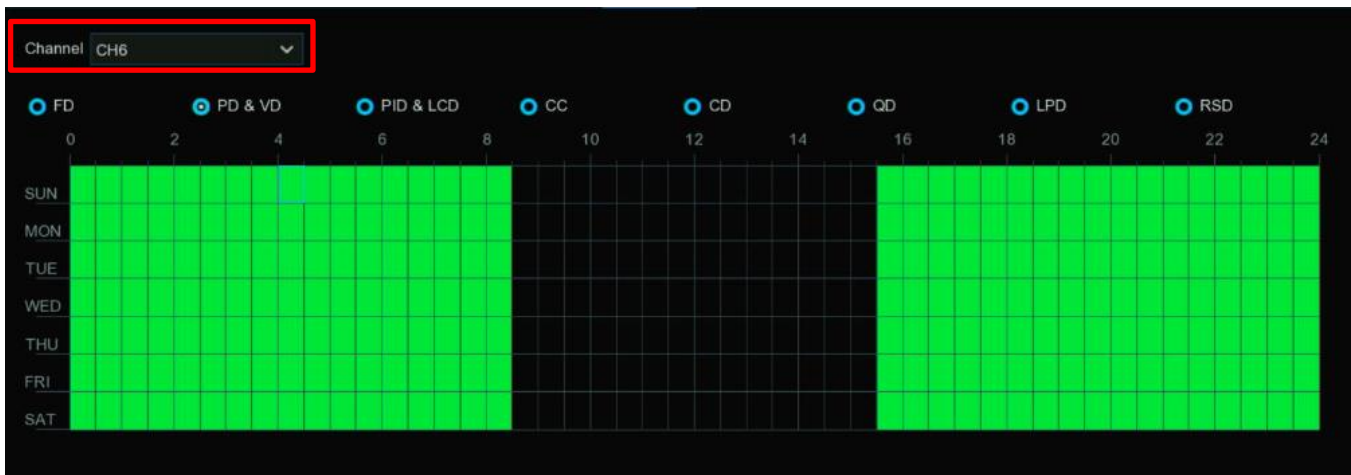 Channel CH6
FD PD & VD PID & LCD CC CD QD LPD RSD
0 2 4 6 8 10 12 14 16 18 20 22 24
SUN
MON
TUE
WED
THU
FRI
SAT